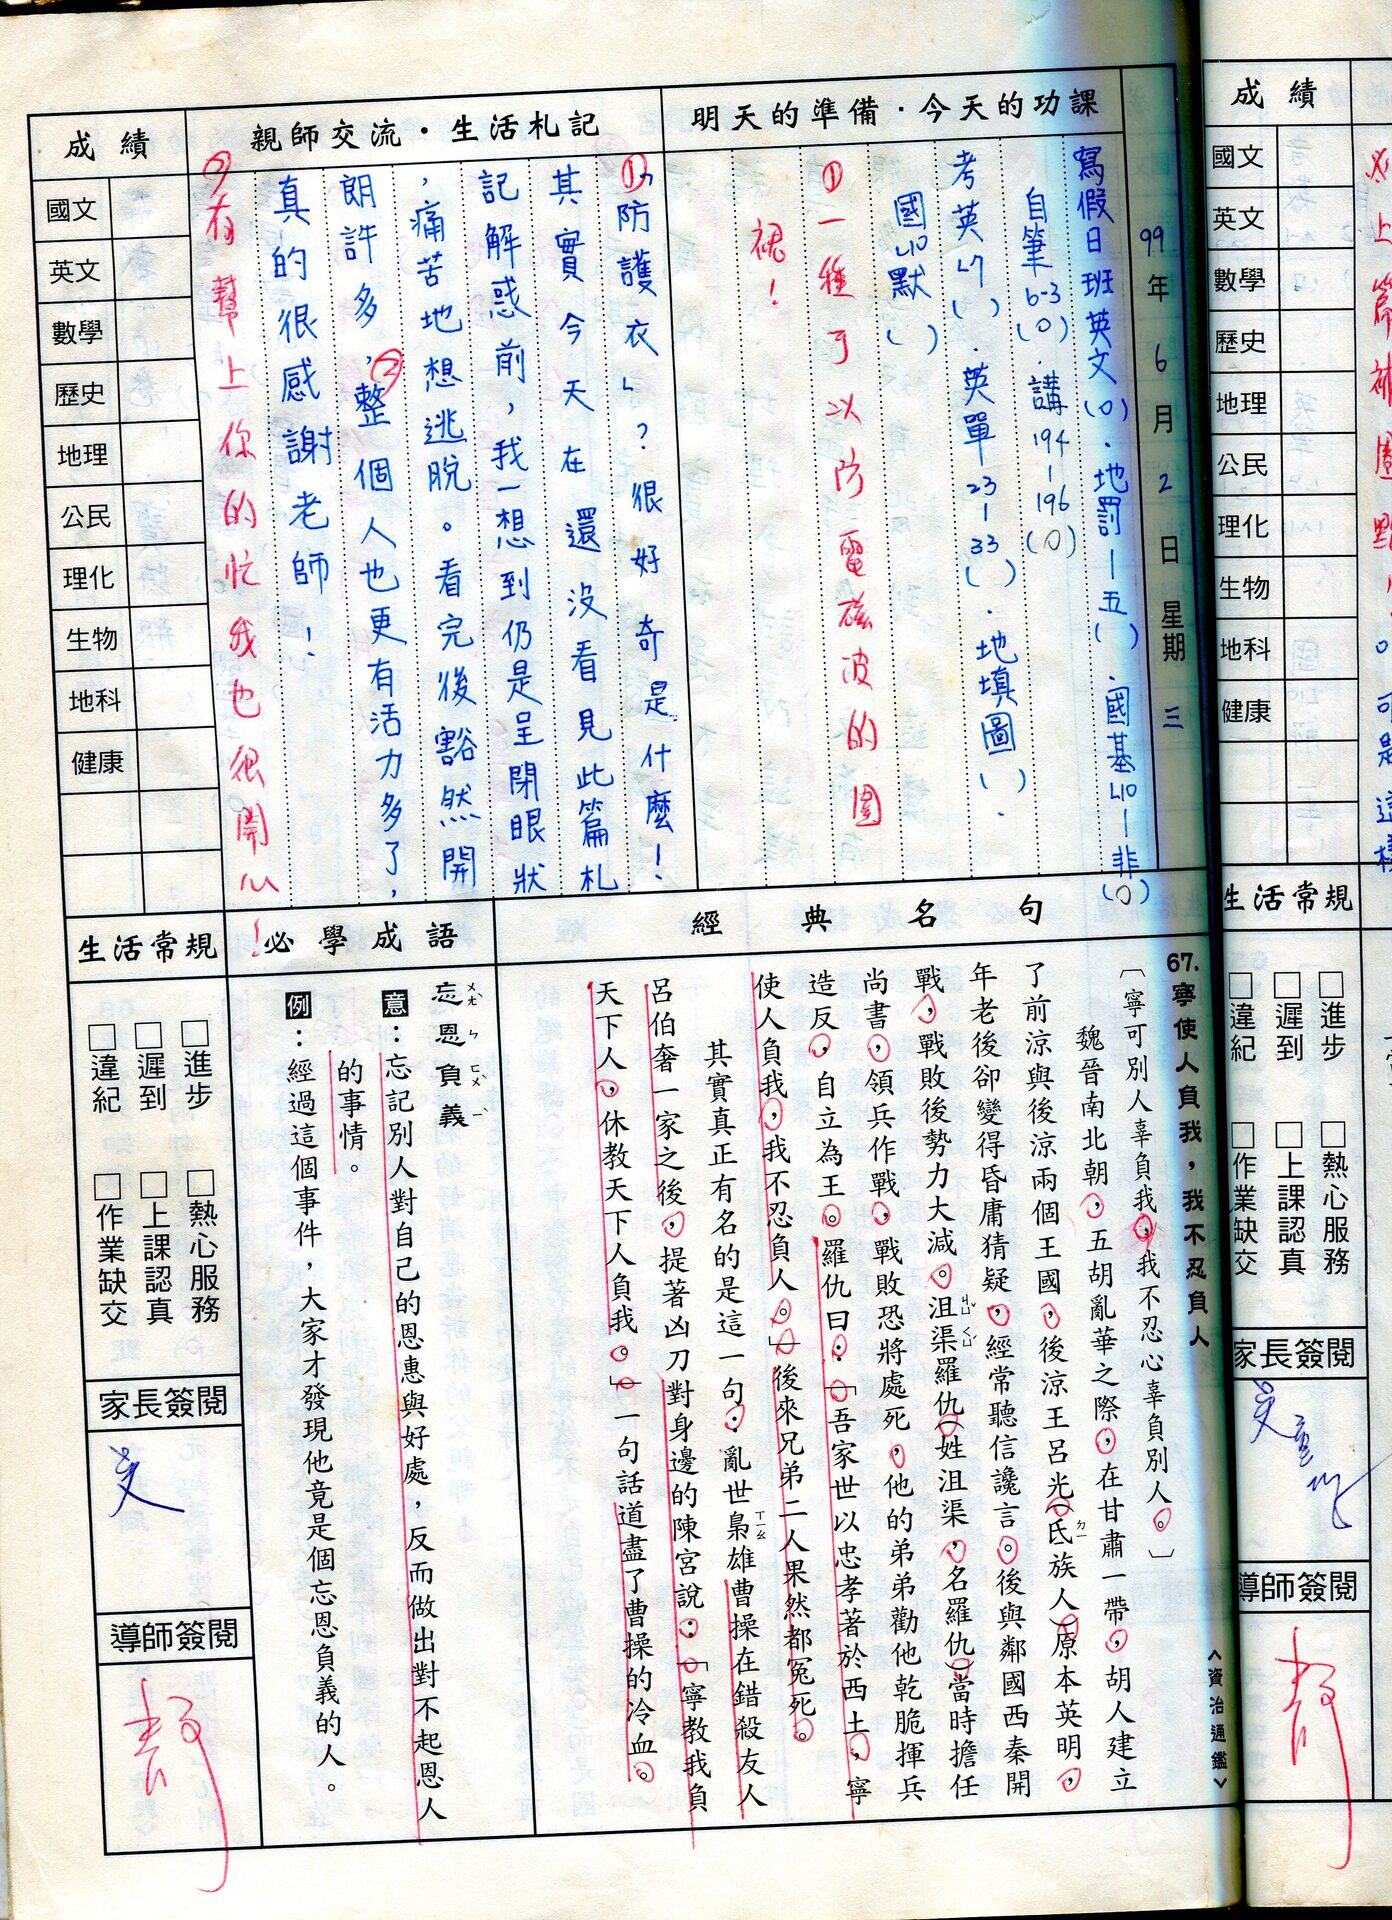 99年6月2日 星期三
明天的準備・今天的功課
寫假日班英文(0)、地罰-五( )、國基L10-非(0)
自筆6-3(0)、講194-196(0)
考英L7( )、英單23-33( )、地填圖( )、
國L10默( )
①一種可以防電磁波的圍
裙！
親師交流・生活札記
①「防護衣」？很好奇是什麼！
其實今天在還沒看見此篇札
記解惑前，我一想到仍是呈閉眼狀
，痛苦地想逃脫。看完後豁然開
朗許多，②整個人也更有活力多了，
真的很感謝老師！
②有幫上你的忙我也很開心！
成績
國文
英文
數學
歷史
地理
公民
理化
生物
地科
健康
經典名句
67.寧使人負我，我不忍負人 〈資治通鑑〉
〔寧可別人辜負我，我不忍心辜負別人。〕
魏晉南北朝，五胡亂華之際，在甘肅一帶，胡人建立
了前涼與後涼兩個王國，後涼王呂光(氐ㄉㄧ族人)原本英明，
年老後卻變得昏庸猜疑，經常聽信讒言。後與鄰國西秦開
戰，戰敗後勢力大減。沮ㄐㄩ渠ㄑㄩˊ羅仇(姓沮渠，名羅仇)當時擔任
尚書，領兵作戰，戰敗恐將處死，他的弟弟勸他乾脆揮兵
造反，自立為王。羅仇曰：「吾家世以忠孝著於西土，寧
使人負我，我不忍負人。」後來兄弟二人果然都冤死。
其實真正有名的是這一句：亂世梟ㄒㄧㄠ雄曹操在錯殺友人
呂伯奢一家之後，提著凶刀對身邊的陳宮說：「寧教我負
天下人，休教天下人負我。」一句話道盡了曹操的冷血。
必學成語
忘ㄨㄤˋ恩ㄣ負ㄈㄨˋ義ㄧˋ
意：忘記別人對自己的恩惠與好處，反而做出對不起恩人
的事情。
例：經過這個事件，大家才發現他竟是個忘恩負義的人。
生活常規
□進步 □熱心服務
□遲到 □上課認真
□違紀 □作業缺交
家長簽閱
導師簽閱
成績
國文
英文
數學
歷史
地理
公民
理化
生物
地科
健康
生活常規
□進步 □熱心服務
□遲到 □上課認真
□違紀 □作業缺交
家長簽閱
導師簽閱